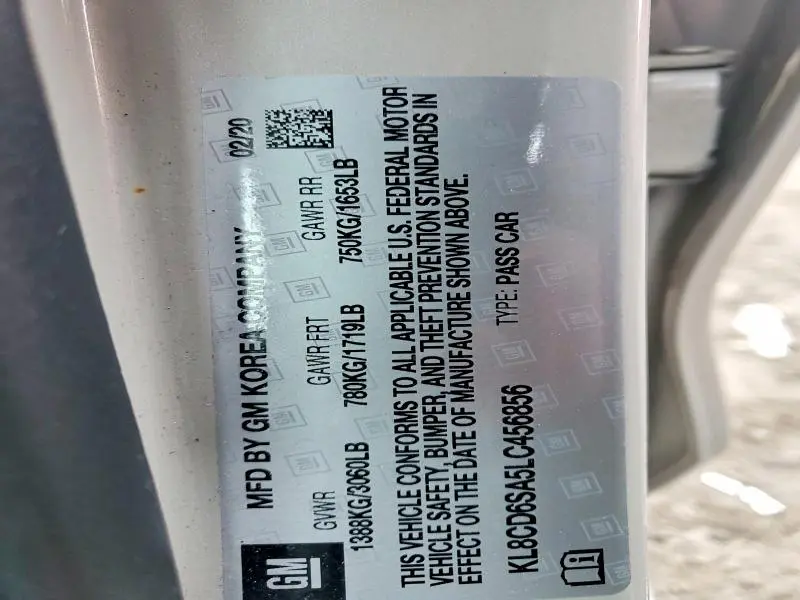 GM
MFD BY GM KOREA COMPANY 02/20
GVWR GAWR FRT GAWR RR
1388KG/3060LB 780KG/1719LB 750KG/1653LB
THIS VEHICLE CONFORMS TO ALL APPLICABLE U.S. FEDERAL MOTOR
VEHICLE SAFETY, BUMPER, AND THEFT PREVENTION STANDARDS IN
EFFECT ON THE DATE OF MANUFACTURE SHOWN ABOVE.
KL8CD6SA5LC456856 TYPE: PASS CAR